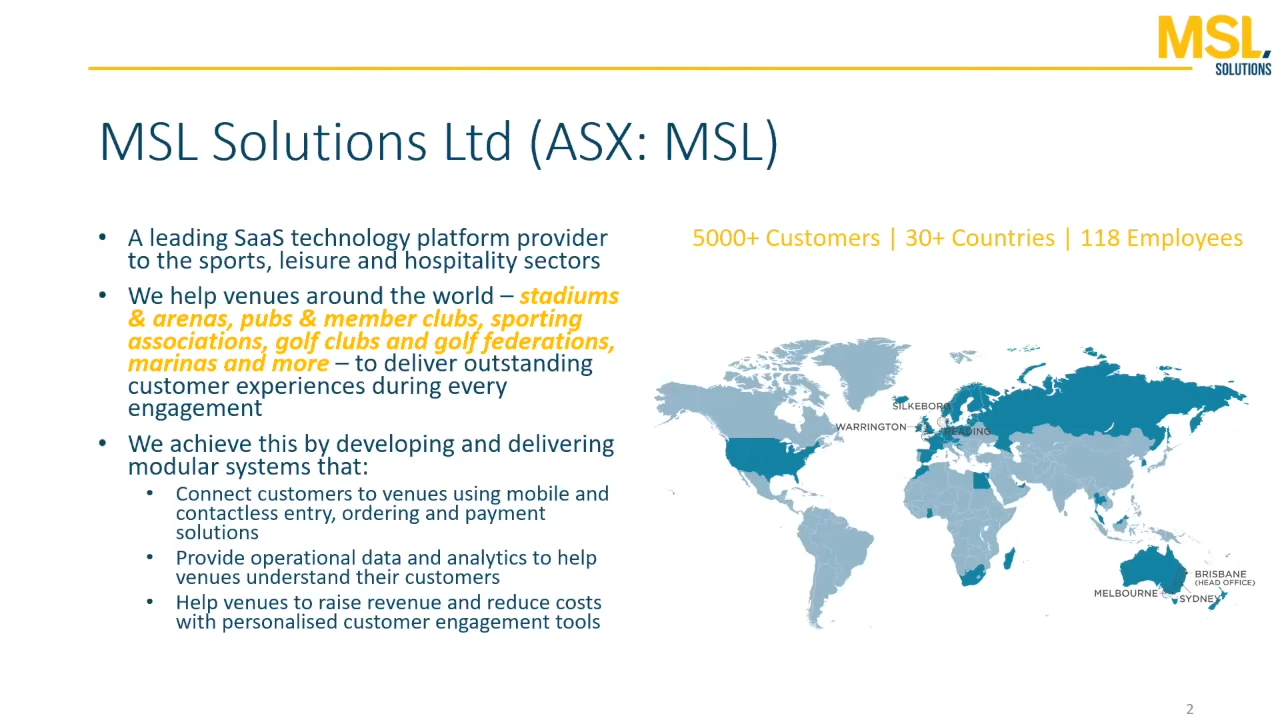 MSL
SOLUTIONS
MSL Solutions Ltd (ASX: MSL)
• A leading SaaS technology platform provider
to the sports, leisure and hospitality sectors
• We help venues around the world – stadiums
& arenas, pubs & member clubs, sporting
associations, golf clubs and golf federations,
marinas and more – to deliver outstanding
customer experiences during every
engagement
• We achieve this by developing and delivering
modular systems that:
• Connect customers to venues using mobile and
contactless entry, ordering and payment
solutions
• Provide operational data and analytics to help
venues understand their customers
• Help venues to raise revenue and reduce costs
with personalised customer engagement tools
5000+ Customers | 30+ Countries | 118 Employees
SILKEBORG
WARRINGTON
READING
BRISBANE
(HEAD OFFICE)
MELBOURNE
SYDNEY
2